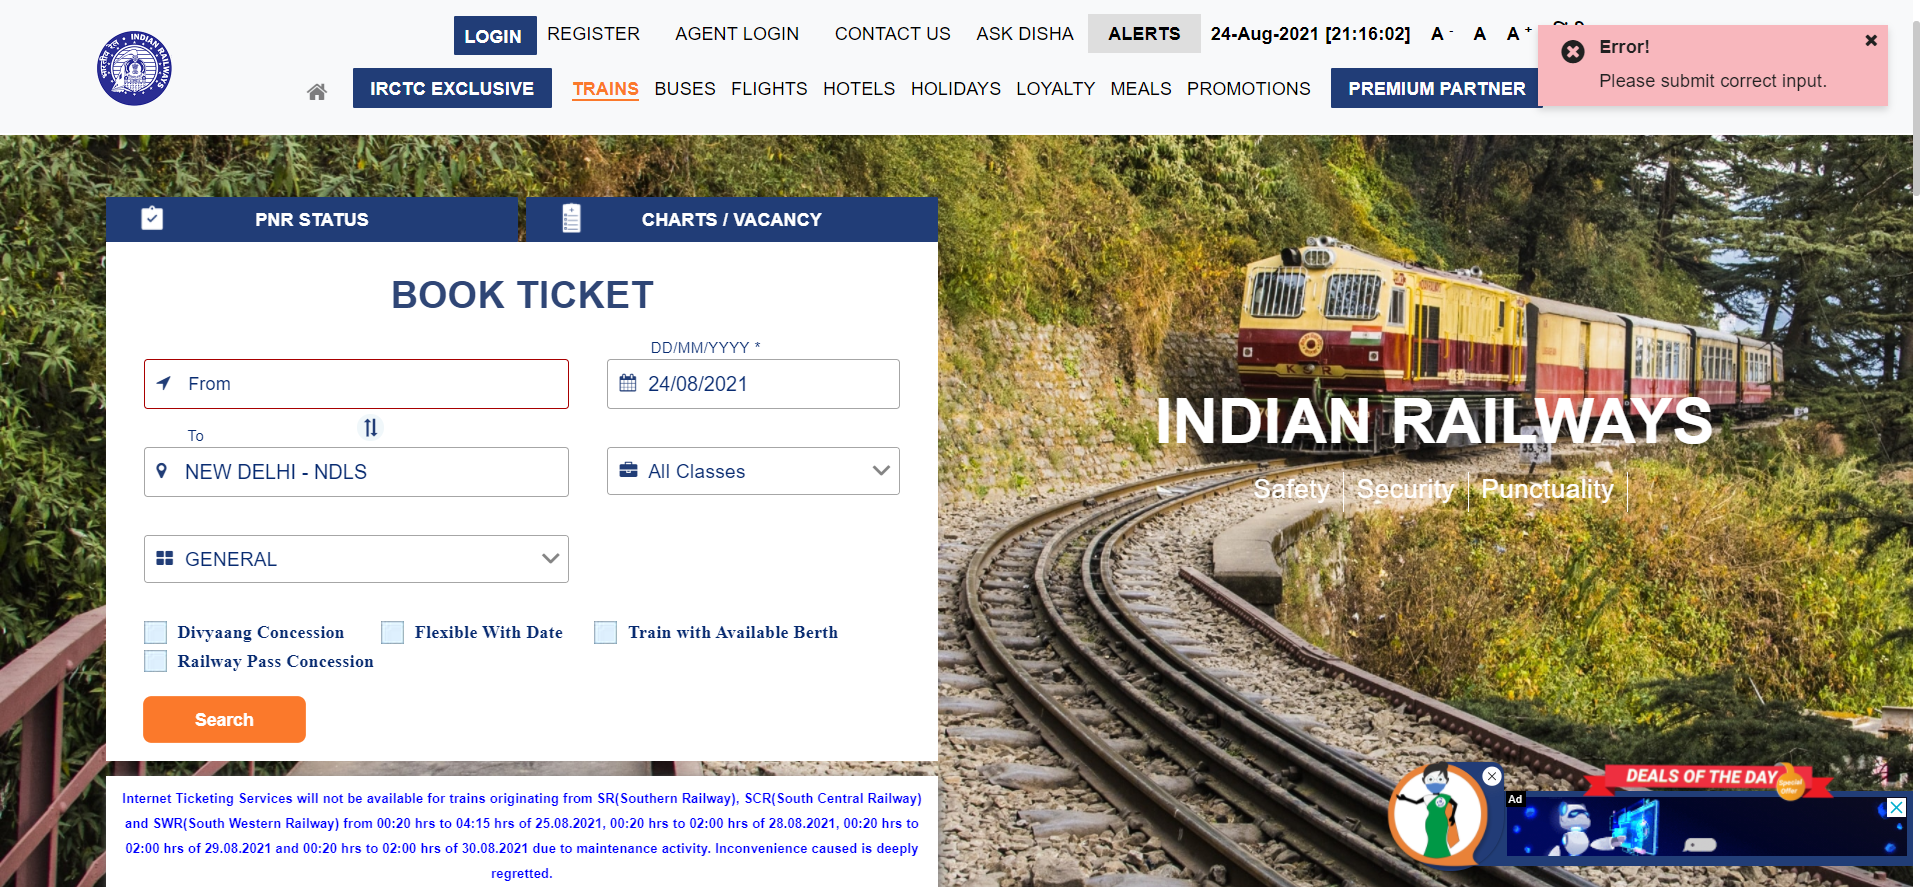 LOGIN REGISTER AGENT LOGIN CONTACT US ASK DISHA ALERTS 24-Aug-2021 [21:16:02] A - A A +
Error!
Please submit correct input.
IRCTC EXCLUSIVE TRAINS BUSES FLIGHTS HOTELS HOLIDAYS LOYALTY MEALS PROMOTIONS PREMIUM PARTNER
INDIAN RAILWAYS
भारतीय रेल
PNR STATUS CHARTS / VACANCY
BOOK TICKET
DD/MM/YYYY *
From 24/08/2021
To
NEW DELHI - NDLS All Classes
GENERAL
Divyaang Concession Flexible With Date Train with Available Berth
Railway Pass Concession
Search
Internet Ticketing Services will not be available for trains originating from SR(Southern Railway), SCR(South Central Railway)
and SWR(South Western Railway) from 00:20 hrs to 04:15 hrs of 25.08.2021, 00:20 hrs to 02:00 hrs of 28.08.2021, 00:20 hrs to
02:00 hrs of 29.08.2021 and 00:20 hrs to 02:00 hrs of 30.08.2021 due to maintenance activity. Inconvenience caused is deeply
regretted.
K S R
INDIAN RAILWAYS
Safety Security Punctuality
DEALS OF THE DAY
Special
Offer
Ad